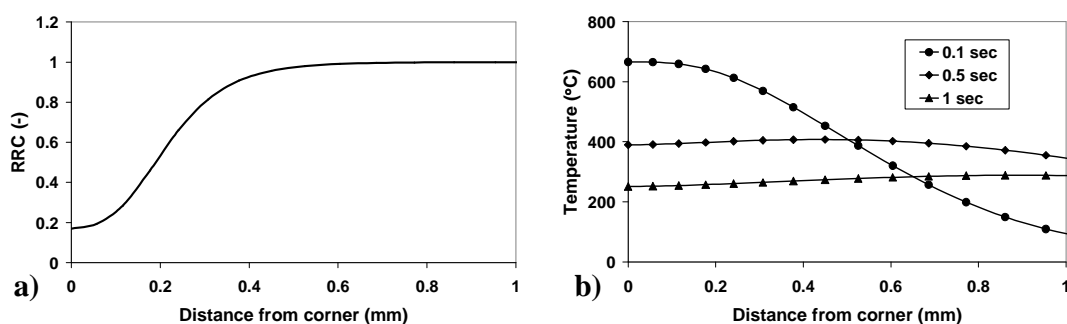 1.2
1
0.8
0.6
0.4
0.2
0
RRC (-)
0 0.2 0.4 0.6 0.8 1
Distance from corner (mm)
a)
800
600
400
200
0
Temperature (°C)
0.1 sec
0.5 sec
1 sec
0 0.2 0.4 0.6 0.8 1
Distance from corner (mm)
b)